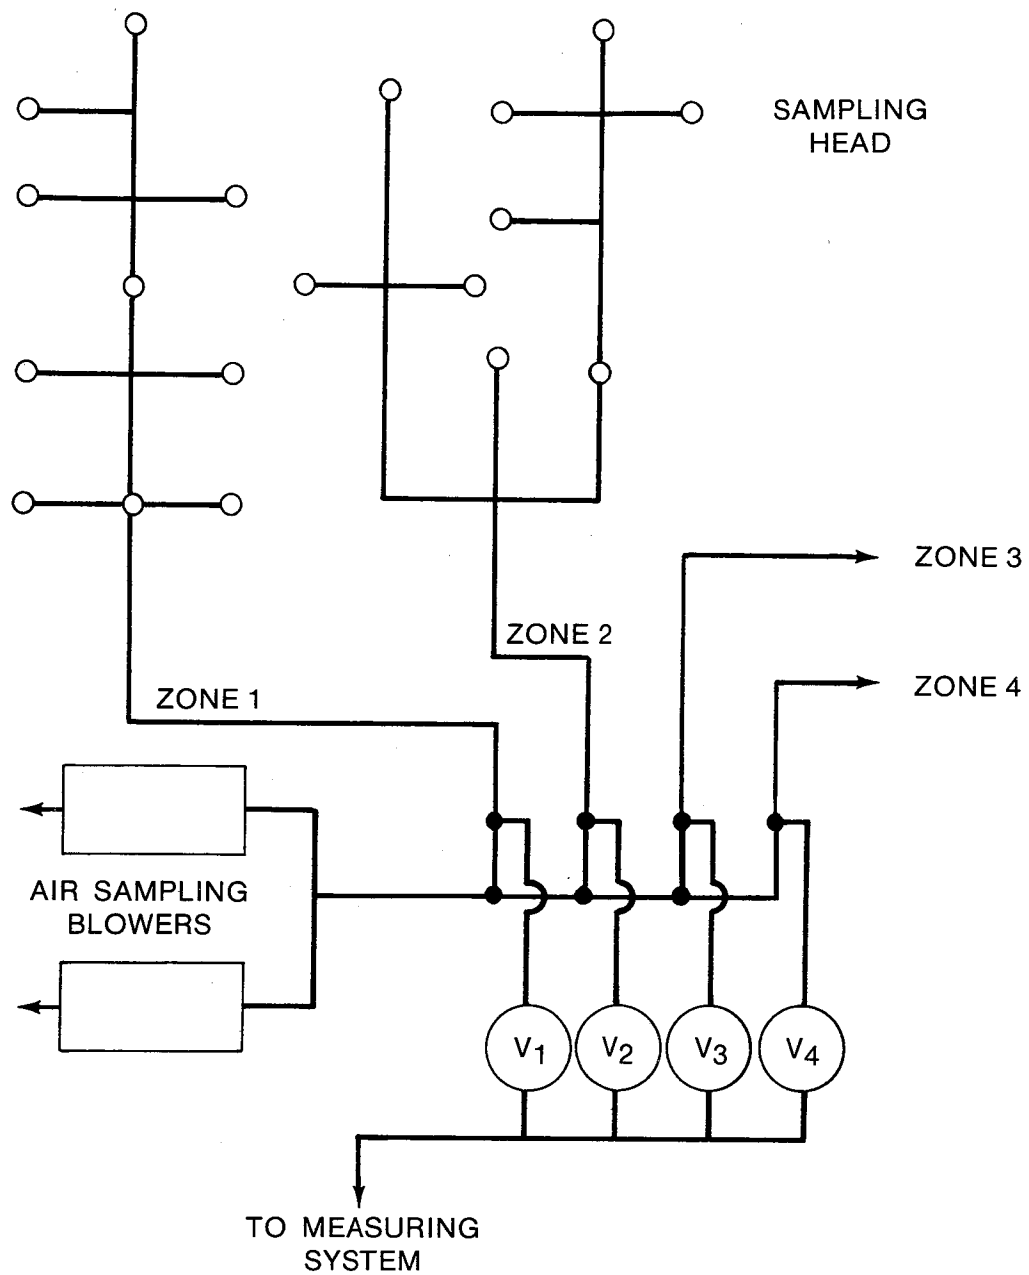 SAMPLING
HEAD
ZONE 3
ZONE 2
ZONE 4
ZONE 1
AIR SAMPLING
BLOWERS
V1
V2
V3
V4
TO MEASURING
SYSTEM